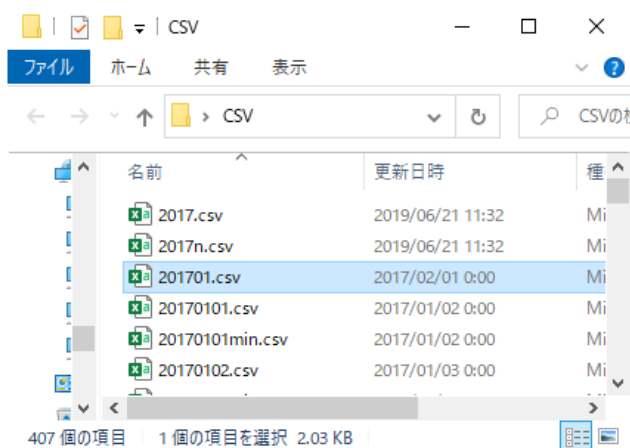 CSV
ファイル ホーム 共有 表示
CSV CSVの検
名前 更新日時 種
2017.csv 2019/06/21 11:32 Mi
2017n.csv 2019/06/21 11:32 Mi
201701.csv 2017/02/01 0:00 Mi
20170101.csv 2017/01/02 0:00 Mi
20170101min.csv 2017/01/02 0:00 Mi
20170102.csv 2017/01/03 0:00 Mi
407 個の項目 1 個の項目を選択 2.03 KB